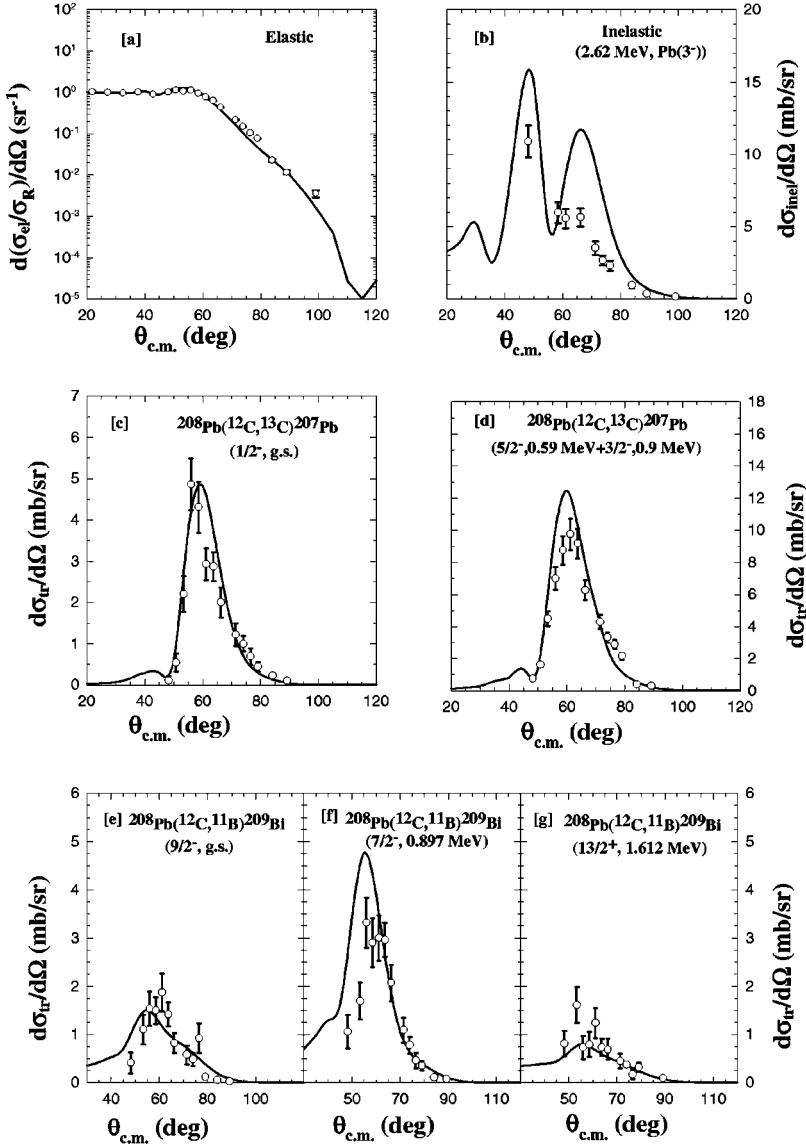 [a] Elastic
10²
10¹
10⁰
10⁻¹
10⁻²
10⁻³
10⁻⁴
10⁻⁵
d(σel/σR)/dΩ (sr⁻¹)
20 40 60 80 100 120
θc.m. (deg)
[b] Inelastic
(2.62 MeV, Pb(3⁻))
20
15
10
5
0
dσinel/dΩ (mb/sr)
20 40 60 80 100 120
θc.m. (deg)
[c] ²⁰⁸Pb(¹²C,¹³C)²⁰⁷Pb
(1/2⁻, g.s.)
7
6
5
4
3
2
1
0
dσtr/dΩ (mb/sr)
20 40 60 80 100 120
θc.m. (deg)
[d] ²⁰⁸Pb(¹²C,¹³C)²⁰⁷Pb
(5/2⁻,0.59 MeV+3/2⁻,0.9 MeV)
18
16
14
12
10
8
6
4
2
0
dσtr/dΩ (mb/sr)
20 40 60 80 100 120
θc.m. (deg)
[e] ²⁰⁸Pb(¹²C,¹¹B)²⁰⁹Bi
(9/2⁻, g.s.)
6
5
4
3
2
1
0
dσtr/dΩ (mb/sr)
40 60 80 100
θc.m. (deg)
[f] ²⁰⁸Pb(¹²C,¹¹B)²⁰⁹Bi
(7/2⁻, 0.897 MeV)
50 70 90 110
θc.m. (deg)
[g] ²⁰⁸Pb(¹²C,¹¹B)²⁰⁹Bi
(13/2⁺, 1.612 MeV)
6
5
4
3
2
1
0
dσtr/dΩ (mb/sr)
50 70 90 110
θc.m. (deg)